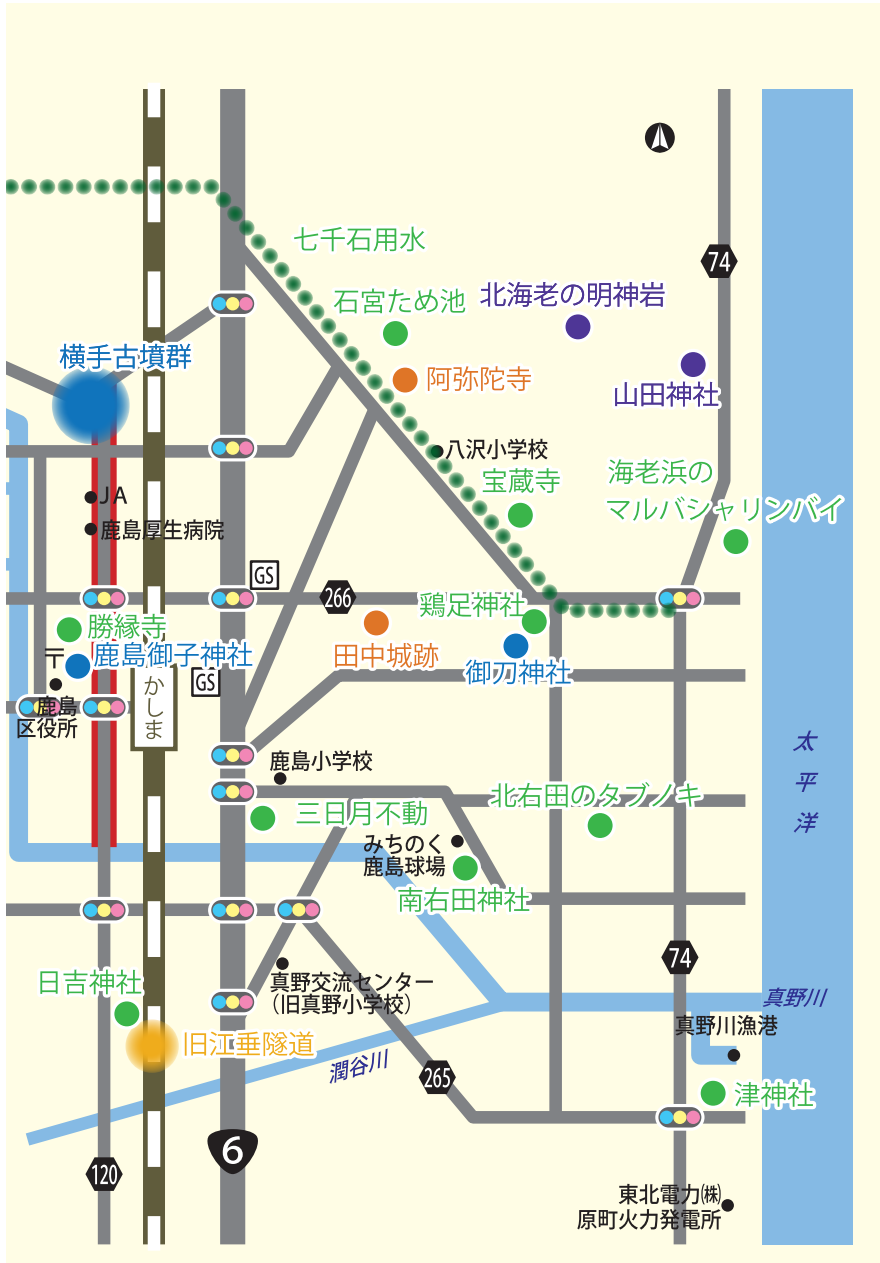 七千石用水
74
石宮ため池
北海老の明神岩
横手古墳群
阿弥陀寺
山田神社
八沢小学校
海老浜の
マルバシャリンバイ
宝蔵寺
JA
鹿島厚生病院
GS
266
鶏足神社
勝縁寺
田中城跡
〒
鹿島御子神社
御刀神社
GS
かしま
鹿島
区役所
太平洋
鹿島小学校
北右田のタブノキ
三日月不動
みちのく
鹿島球場
南右田神社
74
日吉神社
真野交流センター
（旧真野小学校）
真野川
真野川漁港
旧江垂隧道
潤谷川
265
津神社
6
120
東北電力㈱
原町火力発電所